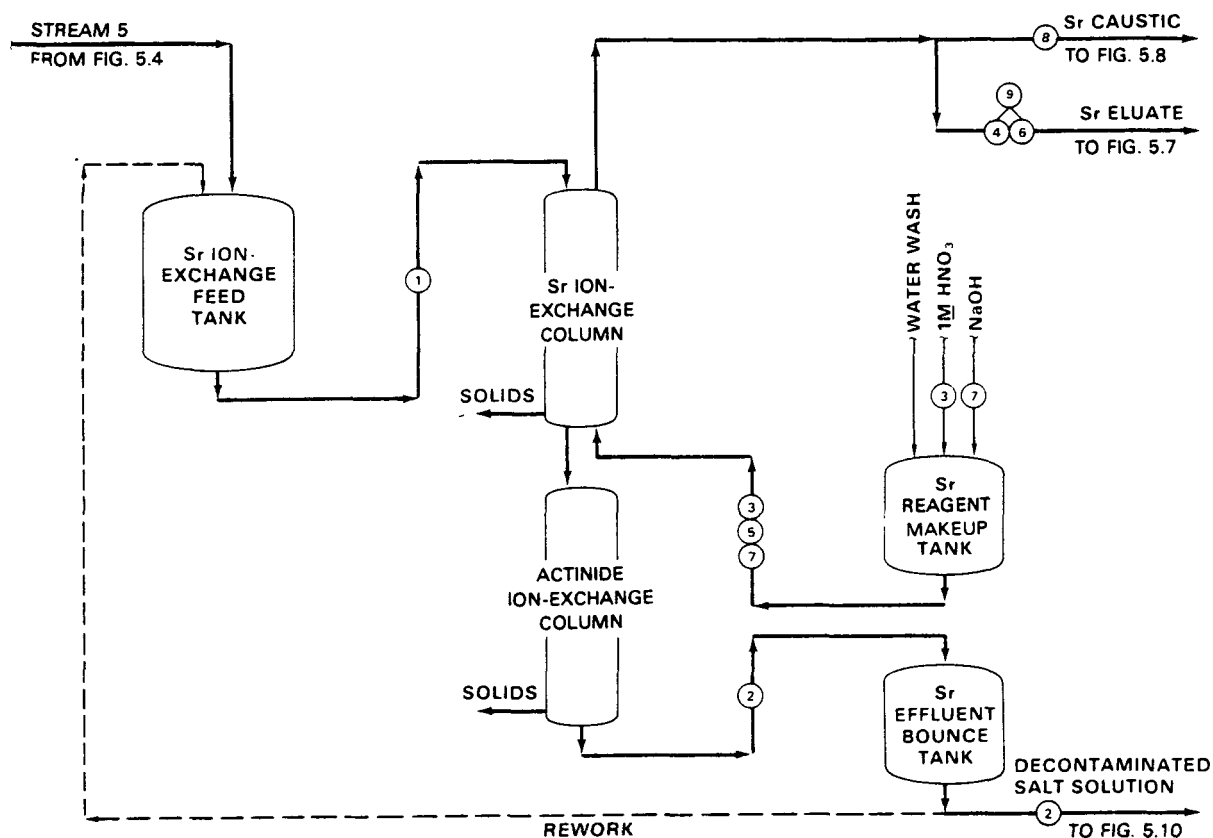 STREAM 5
FROM FIG. 5.4
8
Sr CAUSTIC
TO FIG. 5.8
9
4 6
Sr ELUATE
TO FIG. 5.7
Sr ION-
EXCHANGE
FEED
TANK
1
Sr ION-
EXCHANGE
COLUMN
SOLIDS
WATER WASH
1M HNO₃
NaOH
3
7
Sr
REAGENT
MAKEUP
TANK
3
5
7
ACTINIDE
ION-EXCHANGE
COLUMN
SOLIDS
2
Sr
EFFLUENT
BOUNCE
TANK
DECONTAMINATED
SALT SOLUTION
2
TO FIG. 5.10
REWORK